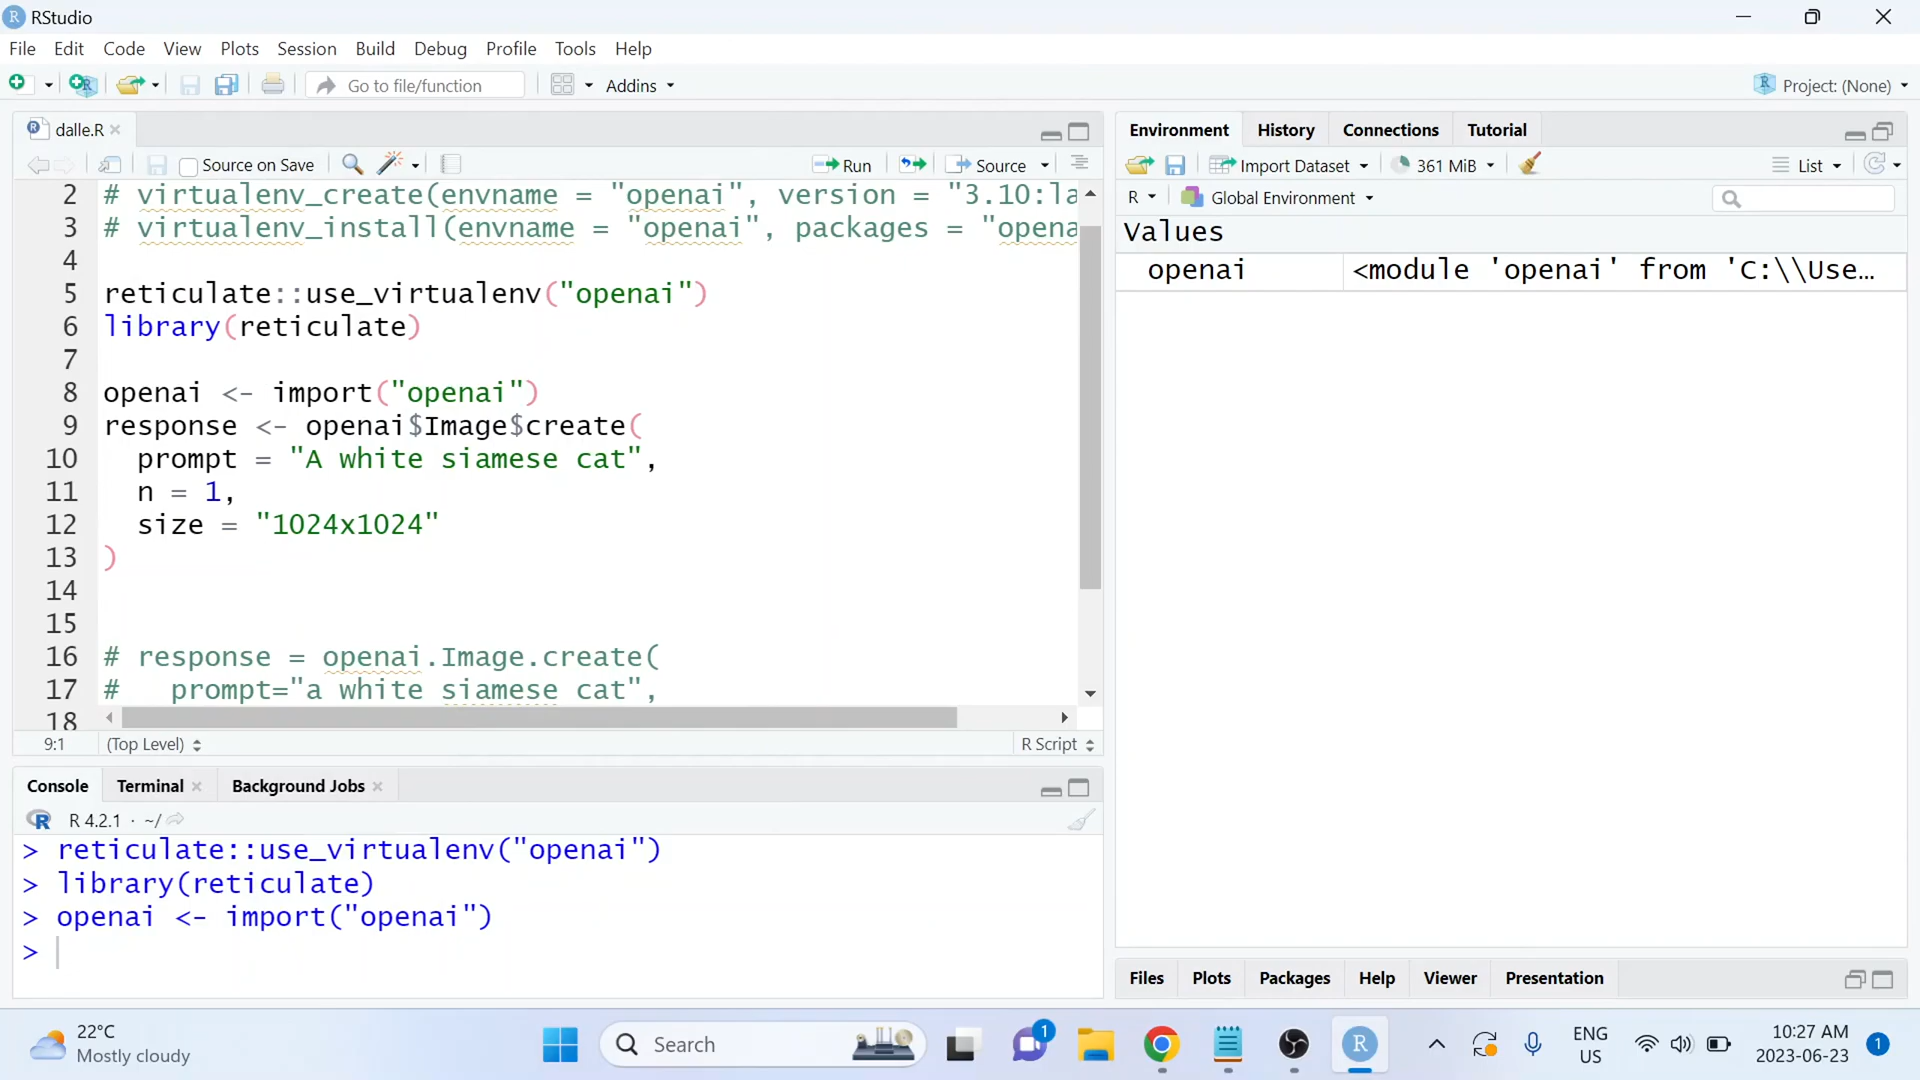 RStudio
File Edit Code View Plots Session Build Debug Profile Tools Help
Go to file/function Addins Project: (None)
dalle.R
Source on Save Run Source
2 # virtualenv_create(envname = "openai", version = "3.10:la
3 # virtualenv_install(envname = "openai", packages = "opena
4
5 reticulate::use_virtualenv("openai")
6 library(reticulate)
7
8 openai <- import("openai")
9 response <- openai$Image$create(
10 prompt = "A white siamese cat",
11 n = 1,
12 size = "1024x1024"
13 )
14
15
16 # response = openai.Image.create(
17 # prompt="a white siamese cat",
18
9:1 (Top Level) R Script
Console Terminal Background Jobs
R 4.2.1 · ~/
> reticulate::use_virtualenv("openai")
> library(reticulate)
> openai <- import("openai")
>
Environment History Connections Tutorial
Import Dataset 361 MiB List
R Global Environment
Values
openai <module 'openai' from 'C:\\Use…
Files Plots Packages Help Viewer Presentation
22°C
Mostly cloudy
Search
1
R
ENG
US
10:27 AM
2023-06-23
1